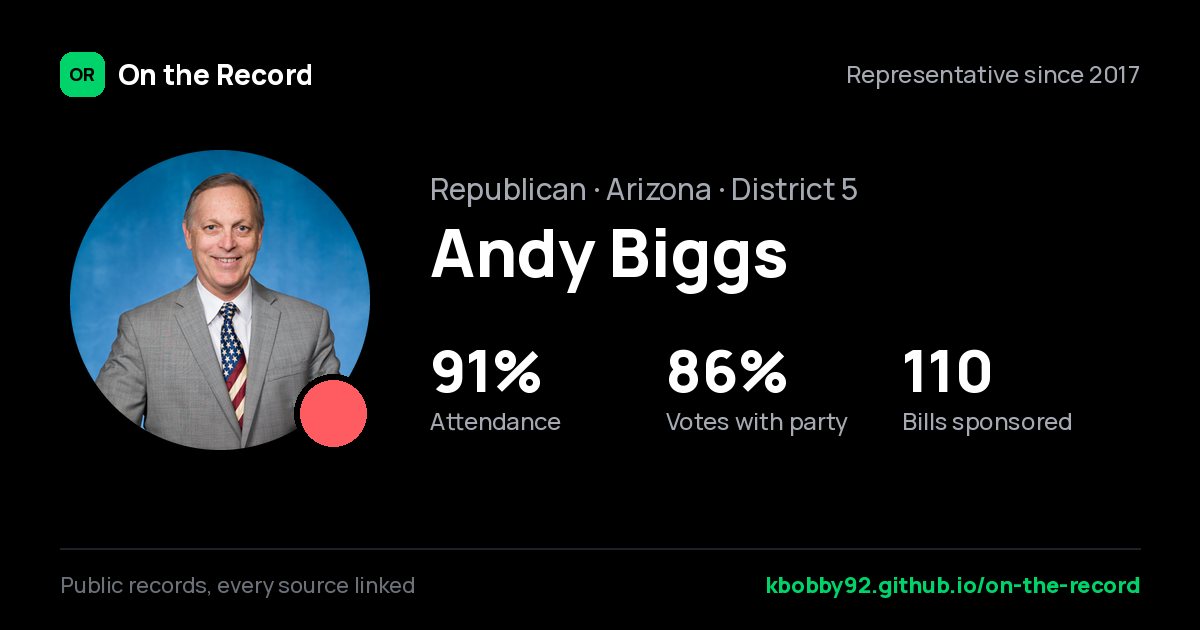 OR On the Record
Representative since 2017
Republican · Arizona · District 5
Andy Biggs
91% 86% 110
Attendance Votes with party Bills sponsored
Public records, every source linked
kbobby92.github.io/on-the-record